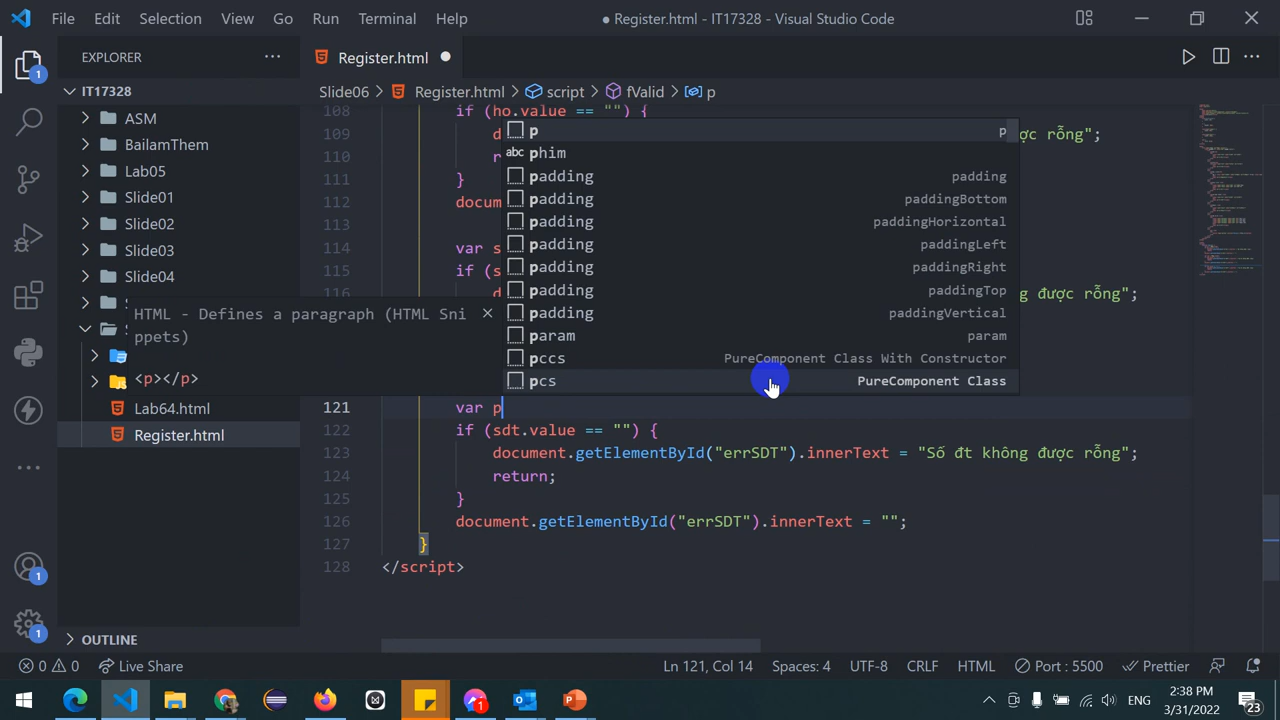 File Edit Selection View Go Run Terminal Help
● Register.html - IT17328 - Visual Studio Code
EXPLORER
Register.html
IT17328
Slide06 > Register.html > script > fValid > p
ASM
BailamThem
Lab05
Slide01
Slide02
Slide03
Slide04
S
Lab64.html
Register.html
OUTLINE
108 if (ho.value == "") {
109 d ợc rỗng";
110 r
111 }
112 docum
113
114 var s
115 if (s
116 d g được rỗng";
p p
phim
padding padding
padding paddingBottom
padding paddingHorizontal
padding paddingLeft
padding paddingRight
padding paddingTop
padding paddingVertical
param param
pccs PureComponent Class With Constructor
pcs PureComponent Class
HTML - Defines a paragraph (HTML Sni
ppets)
<p></p>
121 var p
122 if (sdt.value == "") {
123 document.getElementById("errSDT").innerText = "Số đt không được rỗng";
124 return;
125 }
126 document.getElementById("errSDT").innerText = "";
127 }
128 </script>
0 0 Live Share Ln 121, Col 14 Spaces: 4 UTF-8 CRLF HTML Port : 5500 Prettier
ENG 2:38 PM
3/31/2022 23
1
1
1
1